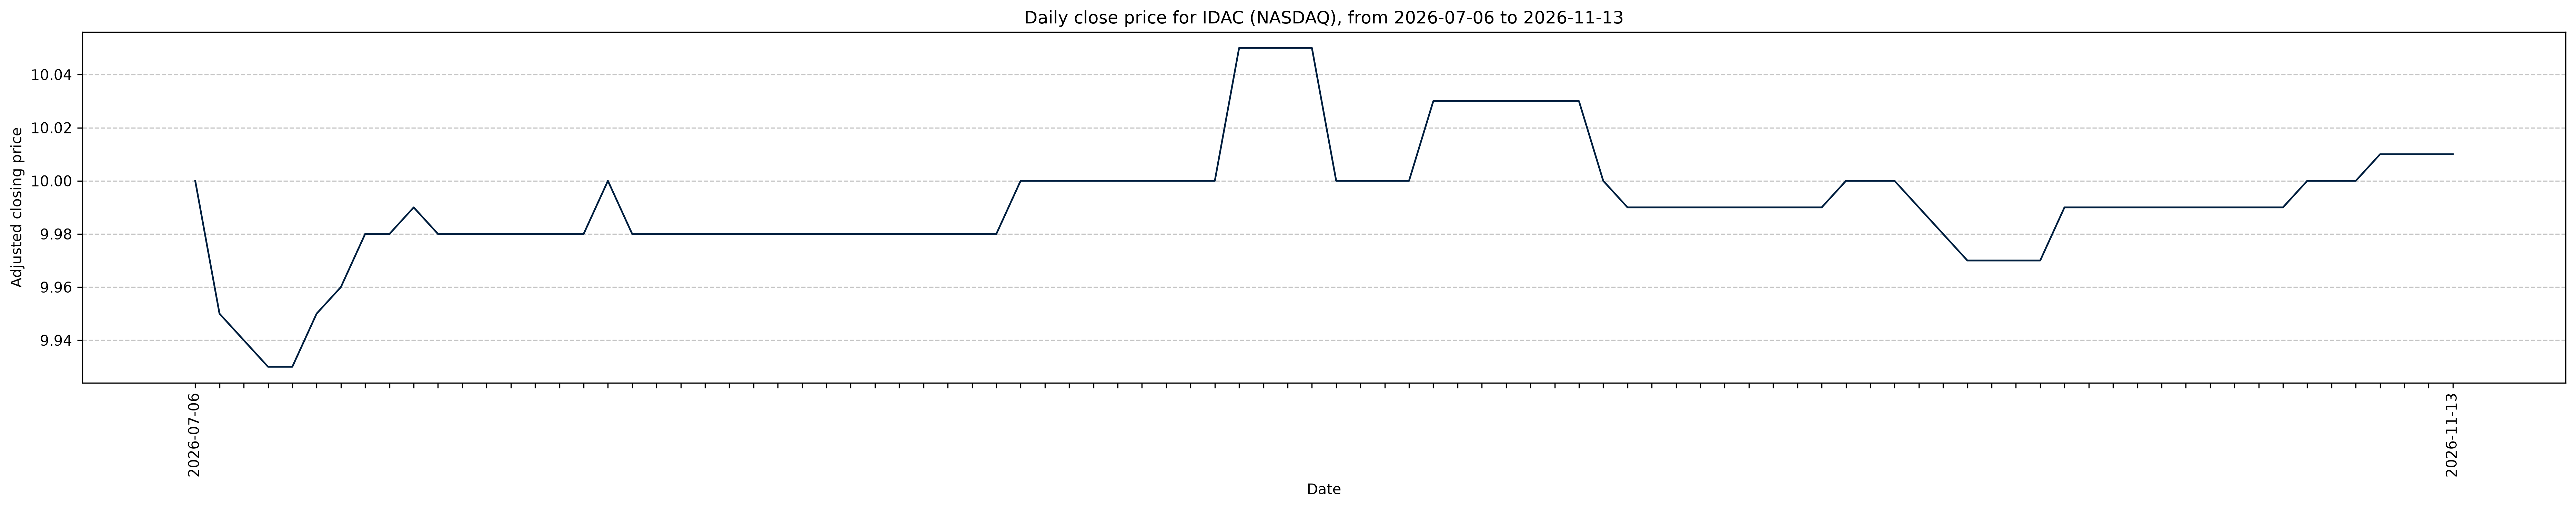 Daily close price for IDAC (NASDAQ), from 2026-07-06 to 2026-11-13
Adjusted closing price
10.04
10.02
10.00
9.98
9.96
9.94
2026-07-06
2026-11-13
Date